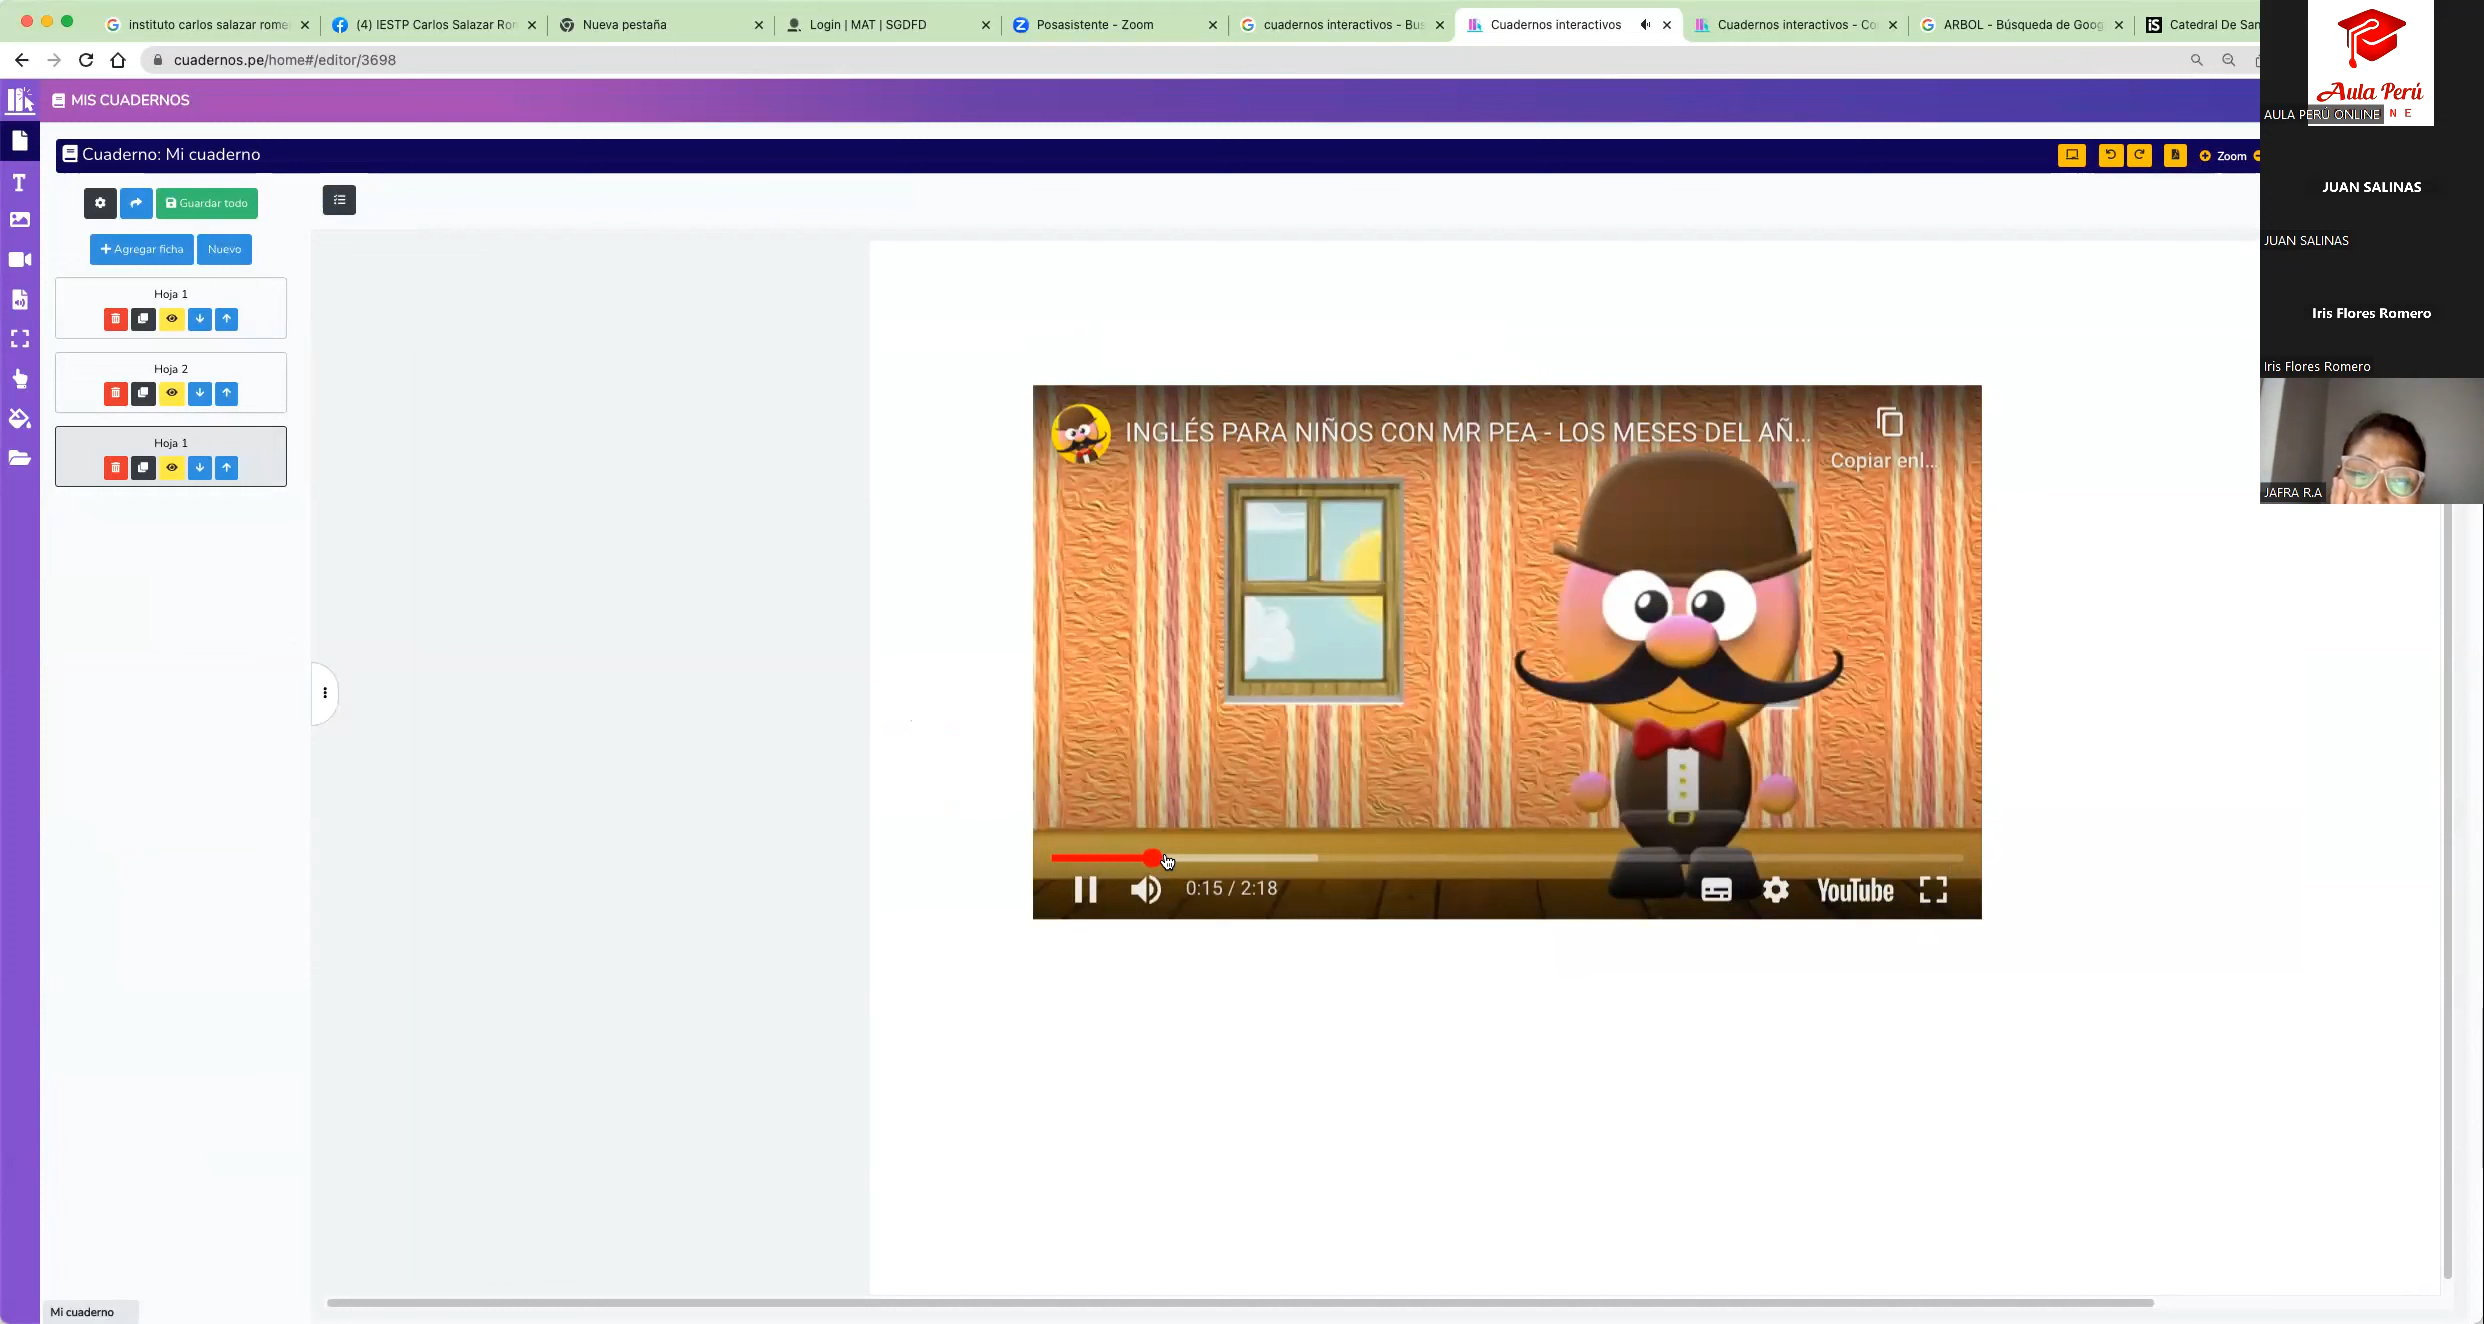 instituto carlos salazar rome
(4) IESTP Carlos Salazar Ror
Nueva pestaña
Login | MAT | SGDFD
Posasistente - Zoom
cuadernos interactivos - Bus
Cuadernos interactivos
Cuadernos interactivos - Co
ARBOL - Búsqueda de Goog
Catedral De San
cuadernos.pe/home#/editor/3698
MIS CUADERNOS
Cuaderno: Mi cuaderno
Zoom
Guardar todo
Agregar ficha
Nuevo
Hoja 1
Hoja 2
Hoja 1
INGLÉS PARA NIÑOS CON MR PEA - LOS MESES DEL AÑ...
Copiar enl...
0:15 / 2:18
YouTube
Mi cuaderno
Aula Perú
AULA PERÚ ONLINE
N E
JUAN SALINAS
JUAN SALINAS
Iris Flores Romero
Iris Flores Romero
JAFRA R.A